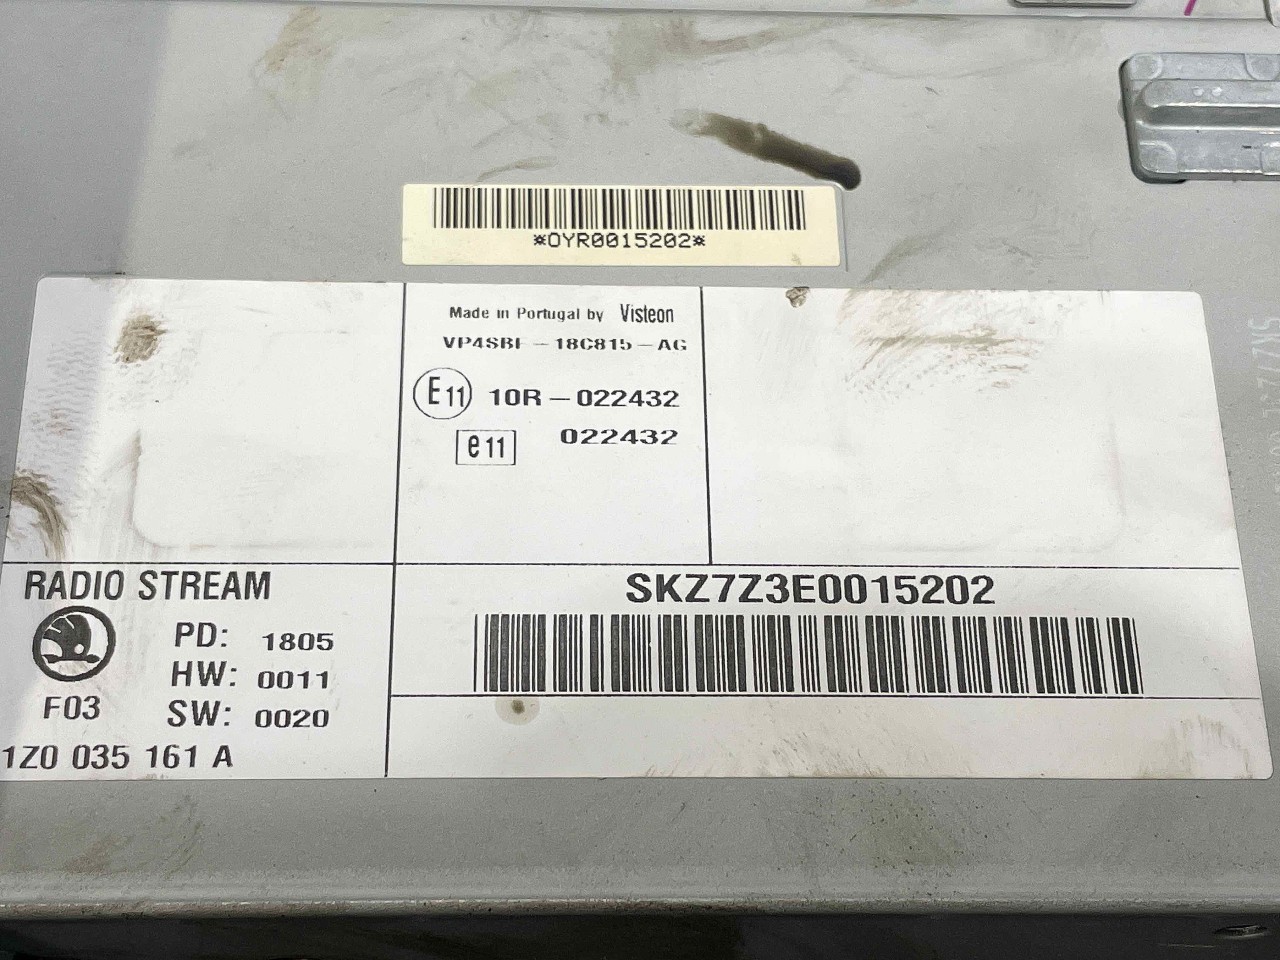 *OYR0015202*
Made in Portugal by Visteon
VP4SBF-18C815-AG
E11 10R-022432
e11 022432
RADIO STREAM
SKZ7Z3E0015202
PD: 1805
HW: 0011
F03 SW: 0020
1Z0 035 161 A